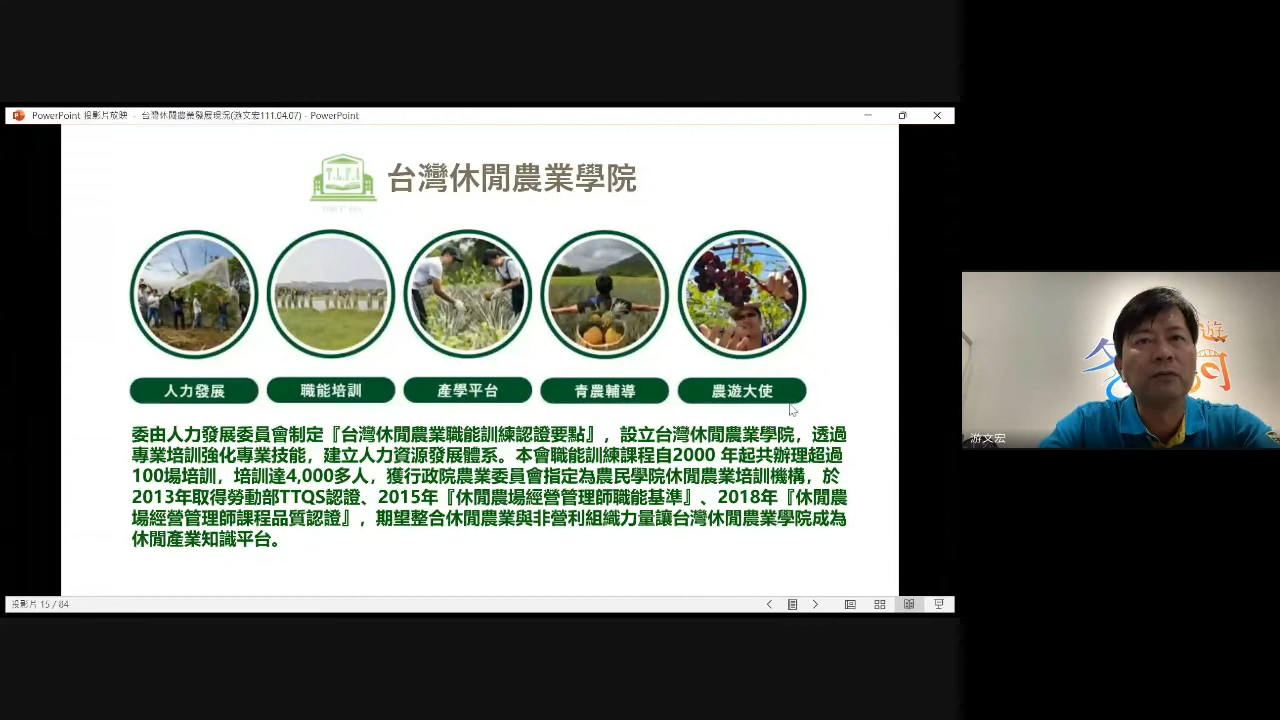 PowerPoint 投影片放映 - 台灣休閒農業發展現況(游文宏111.04.07) - PowerPoint
T.L.F.A
台灣休閒農業學院
人力發展
職能培訓
產學平台
青農輔導
農遊大使
委由人力發展委員會制定『台灣休閒農業職能訓練認證要點』，設立台灣休閒農業學院，透過
專業培訓強化專業技能，建立人力資源發展體系。本會職能訓練課程自2000 年起共辦理超過
100場培訓，培訓達4,000多人，獲行政院農業委員會指定為農民學院休閒農業培訓機構，於
2013年取得勞動部TTQS認證、2015年『休閒農場經營管理師職能基準』、2018年『休閒農
場經營管理師課程品質認證』，期望整合休閒農業與非營利組織力量讓台灣休閒農業學院成為
休閒產業知識平台。
投影片 15 / 84
遊
游文宏